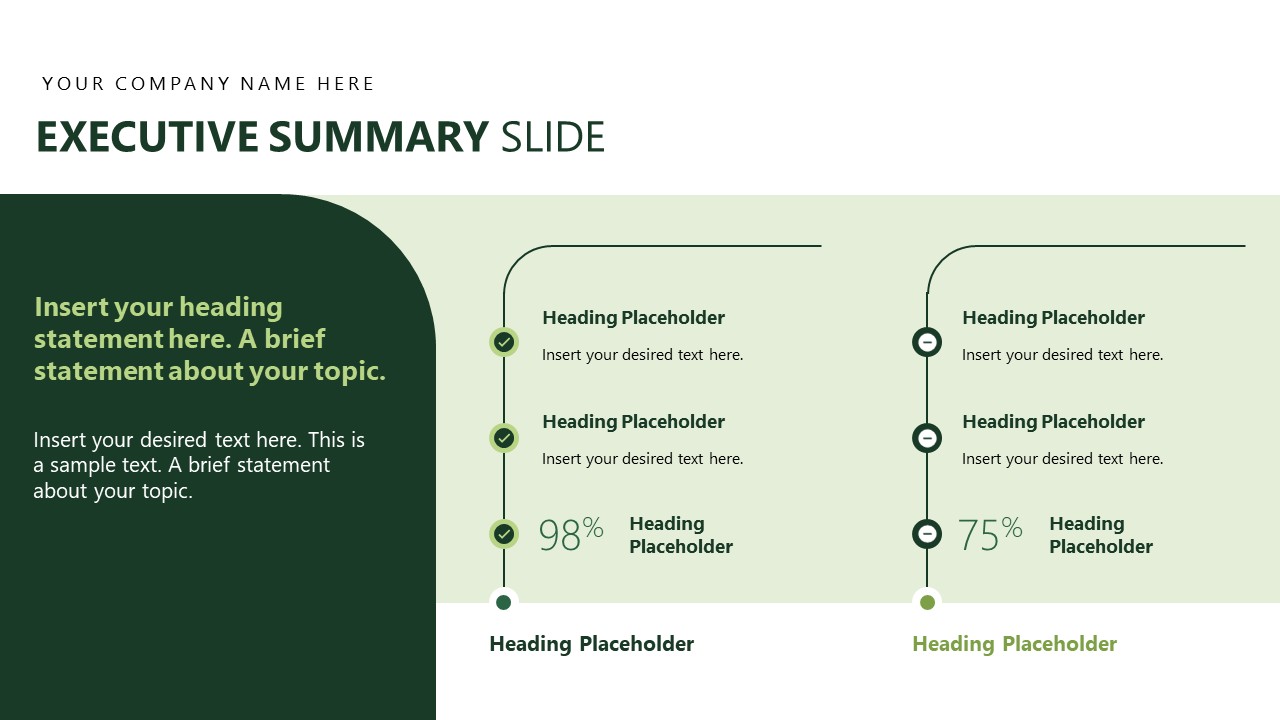 YOUR COMPANY NAME HERE
EXECUTIVE SUMMARY SLIDE
Insert your heading
statement here. A brief
statement about your topic.
Insert your desired text here. This is
a sample text. A brief statement
about your topic.
Heading Placeholder
Insert your desired text here.
Heading Placeholder
Insert your desired text here.
98%
Heading
Placeholder
Heading Placeholder
Heading Placeholder
Insert your desired text here.
Heading Placeholder
Insert your desired text here.
75%
Heading
Placeholder
Heading Placeholder